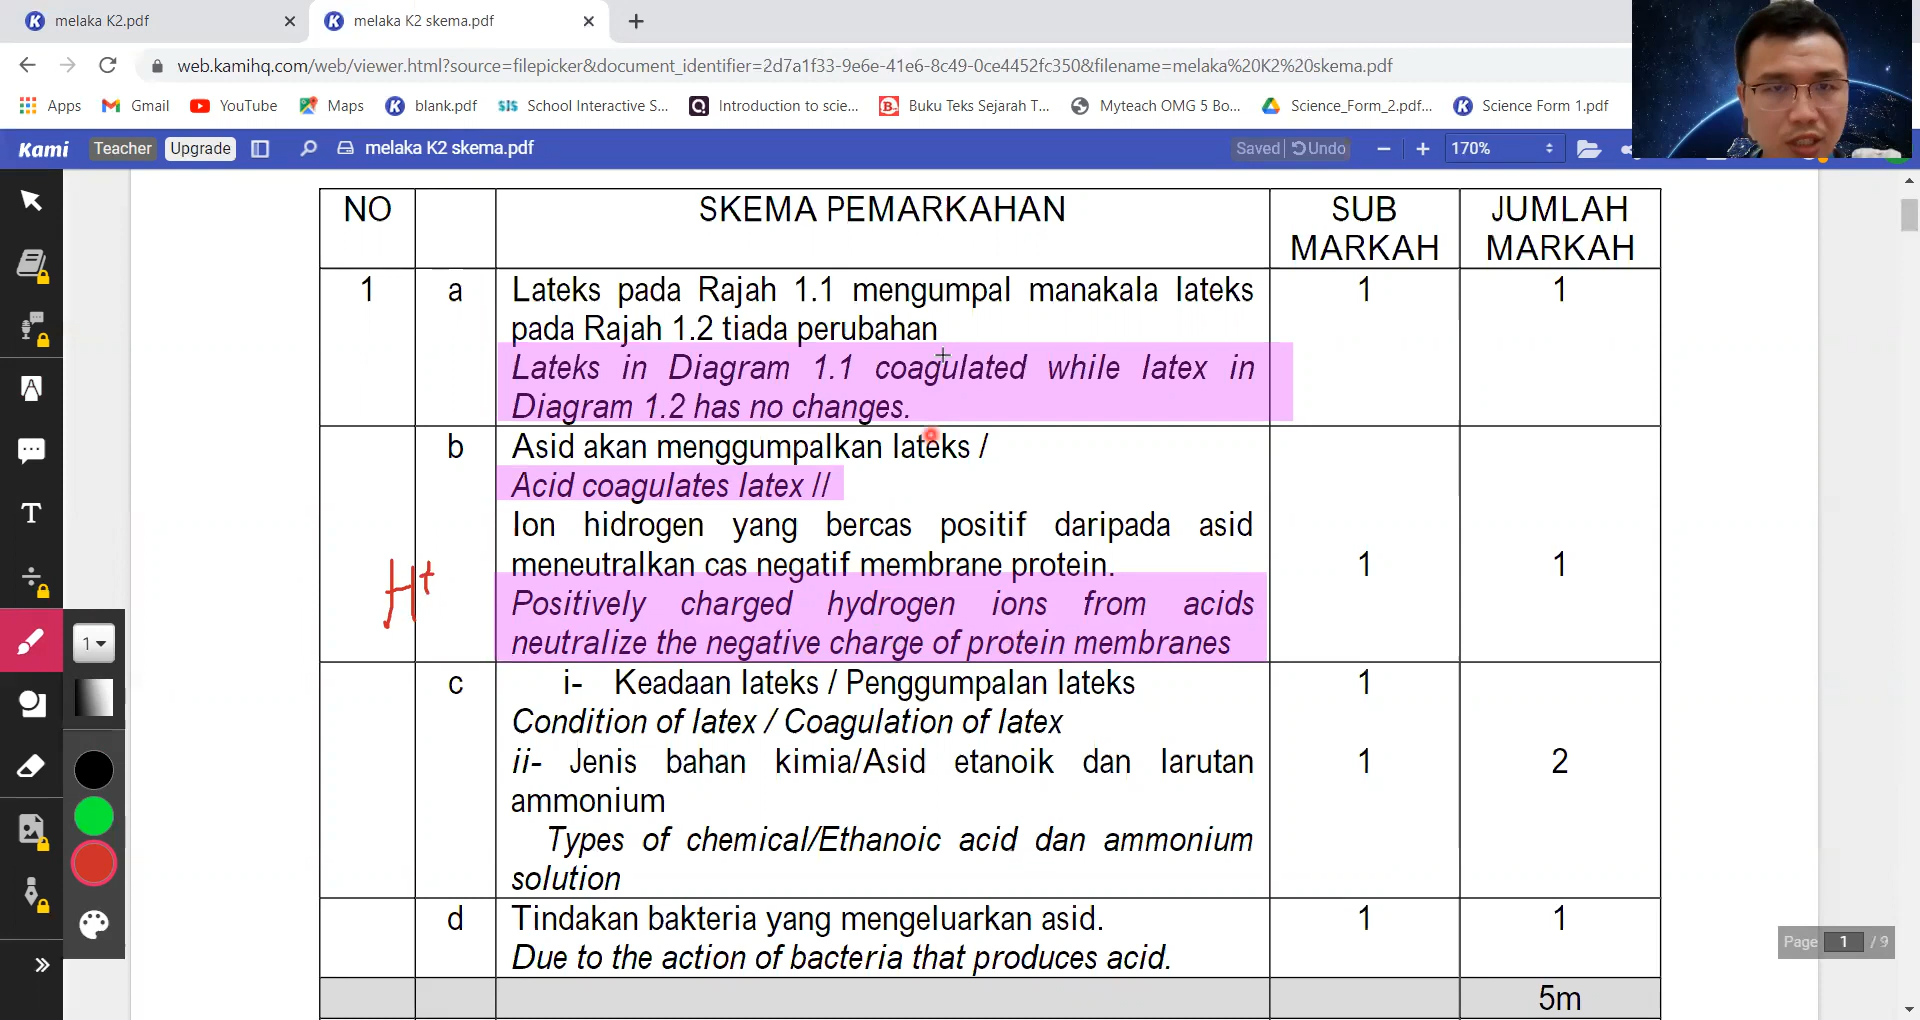 melaka K2.pdf
melaka K2 skema.pdf
web.kamihq.com/web/viewer.html?source=filepicker&document_identifier=2d7a1f33-9e6e-41e6-8c49-0ce4452fc350&filename=melaka%20K2%20skema.pdf
Apps Gmail YouTube Maps blank.pdf School Interactive S... Introduction to scie... Buku Teks Sejarah T... Myteach OMG 5 Bo... Science_Form_2.pdf... Science Form 1.pdf
Kami Teacher Upgrade melaka K2 skema.pdf Saved Undo 170%
NO SKEMA PEMARKAHAN SUB MARKAH JUMLAH MARKAH
1 a Lateks pada Rajah 1.1 mengumpal manakala lateks 1 1
pada Rajah 1.2 tiada perubahan
Lateks in Diagram 1.1 coagulated while latex in
Diagram 1.2 has no changes.
b Asid akan menggumpalkan lateks /
Acid coagulates latex //
Ion hidrogen yang bercas positif daripada asid
meneutralkan cas negatif membrane protein. 1 1
H+
Positively charged hydrogen ions from acids
neutralize the negative charge of protein membranes
c i- Keadaan lateks / Penggumpalan lateks 1
Condition of latex / Coagulation of latex
ii- Jenis bahan kimia/Asid etanoik dan larutan 1 2
ammonium
Types of chemical/Ethanoic acid dan ammonium
solution
d Tindakan bakteria yang mengeluarkan asid. 1 1
Due to the action of bacteria that produces acid.
5m
Page 1 / 9
1